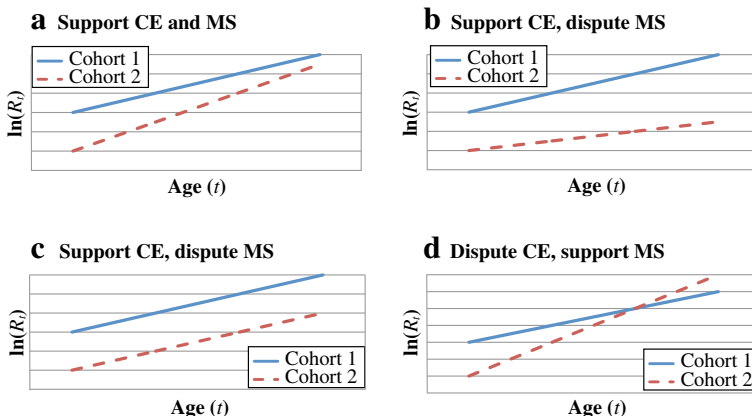 a Support CE and MS
Cohort 1
Cohort 2
ln(Rt)
Age (t)
b Support CE, dispute MS
Cohort 1
Cohort 2
ln(Rt)
Age (t)
c Support CE, dispute MS
ln(Rt)
Cohort 1
Cohort 2
Age (t)
d Dispute CE, support MS
ln(Rt)
Cohort 1
Cohort 2
Age (t)